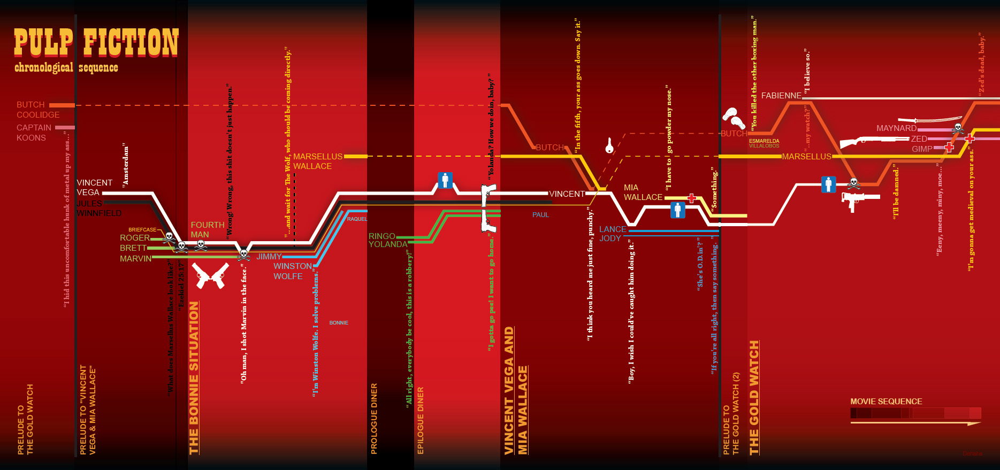 PULP FICTION
chronological sequence
BUTCH
COOLIDGE
CAPTAIN
KOONS
"I hid this uncomfortable hunk of metal up my ass..."
PRELUDE TO
THE GOLD WATCH
VINCENT
VEGA
JULES
WINNFIELD
"Amsterdam"
BRIEFCASE
ROGER
BRETT
MARVIN
"What does Marsellus Wallace look like?"
"Ezekiel 25:17"
PRELUDE TO "VINCENT
VEGA & MIA WALLACE"
FOURTH
MAN
"Wrong! Wrong, this shit doesn't just happen."
"Oh man, I shot Marvin in the face."
"...and wait for The Wolf, who should be coming directly."
MARSELLUS
WALLACE
JIMMY
WINSTON
WOLFE
"I'm Winston Wolfe. I solve problems."
RAQUEL
BONNIE
THE BONNIE SITUATION
RINGO
YOLANDA
"All right, everybody be cool, this is a robbery!"
PROLOGUE DINER
"Yolanda? How we doin, baby?"
"I gotta go pee! I want to go home."
EPILOGUE DINER
BUTCH
"In the fifth, your ass goes down. Say it."
VINCENT
PAUL
"I think you heard me just fine, punchy."
MIA
WALLACE
"I have to go powder my nose."
LANCE
JODY
"Boy, I wish I could've caught him doing it."
"She's O.D.in'?"
"Something."
"If you're all right, then say something."
VINCENT VEGA AND
MIA WALLACE
BUTCH
PRELUDE TO
THE GOLD WATCH (2)
"You killed the other boxing man."
ESMARELDA
VILLALOBOS
FABIENNE
"I believe so."
"...my watch?"
MARSELLUS
"I'll be damned."
MAYNARD
ZED
GIMP
"Eeny, meeny, miny, moe..."
"I'm gonna get medieval on your ass."
"Zed's dead, baby."
THE GOLD WATCH
MOVIE SEQUENCE